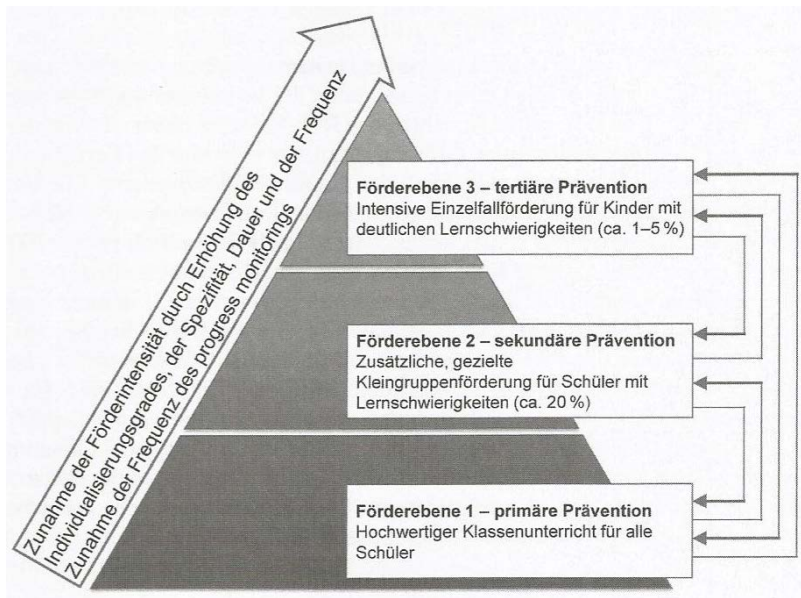 Zunahme der Förderintensität durch Erhöhung des
Individualisierungsgrades, der Spezifität, Dauer und der Frequenz
Zunahme der Frequenz des progress monitorings
Förderebene 3 – tertiäre Prävention
Intensive Einzelfallförderung für Kinder mit
deutlichen Lernschwierigkeiten (ca. 1–5 %)
Förderebene 2 – sekundäre Prävention
Zusätzliche, gezielte
Kleingruppenförderung für Schüler mit
Lernschwierigkeiten (ca. 20 %)
Förderebene 1 – primäre Prävention
Hochwertiger Klassenunterricht für alle
Schüler